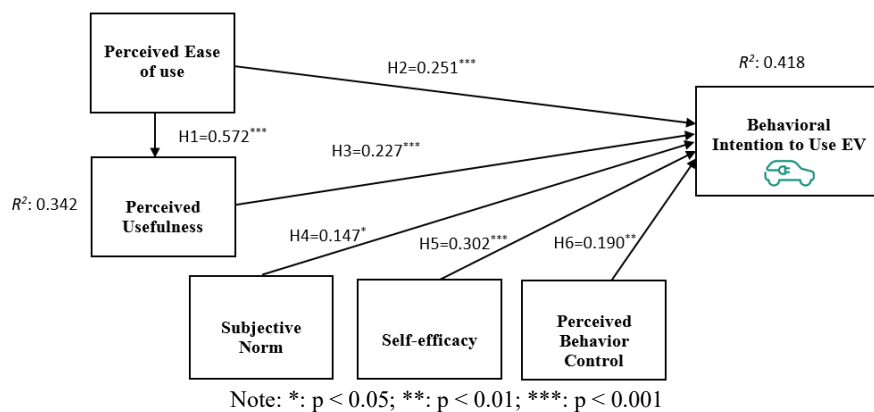 Perceived Ease
of use
H2=0.251***
R²: 0.418
Behavioral
Intention to Use EV
H1=0.572***
H3=0.227***
R²: 0.342
Perceived
Usefulness
H4=0.147*
H5=0.302***
H6=0.190**
Subjective
Norm
Self-efficacy
Perceived
Behavior
Control
Note: *: p < 0.05; **: p < 0.01; ***: p < 0.001